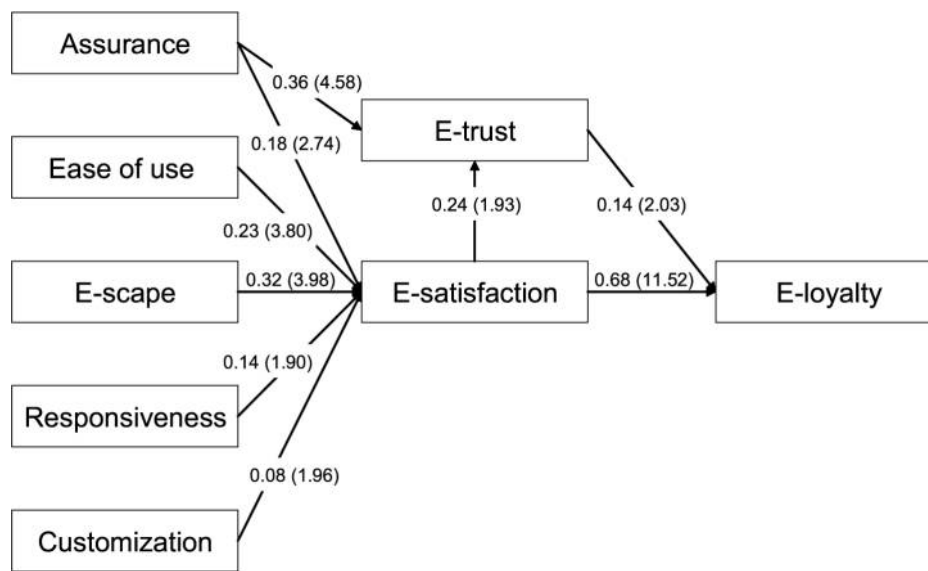 Assurance
0.36 (4.58)
E-trust
0.18 (2.74)
Ease of use
0.24 (1.93)
0.14 (2.03)
0.23 (3.80)
E-scape
0.32 (3.98)
E-satisfaction
0.68 (11.52)
E-loyalty
0.14 (1.90)
Responsiveness
0.08 (1.96)
Customization